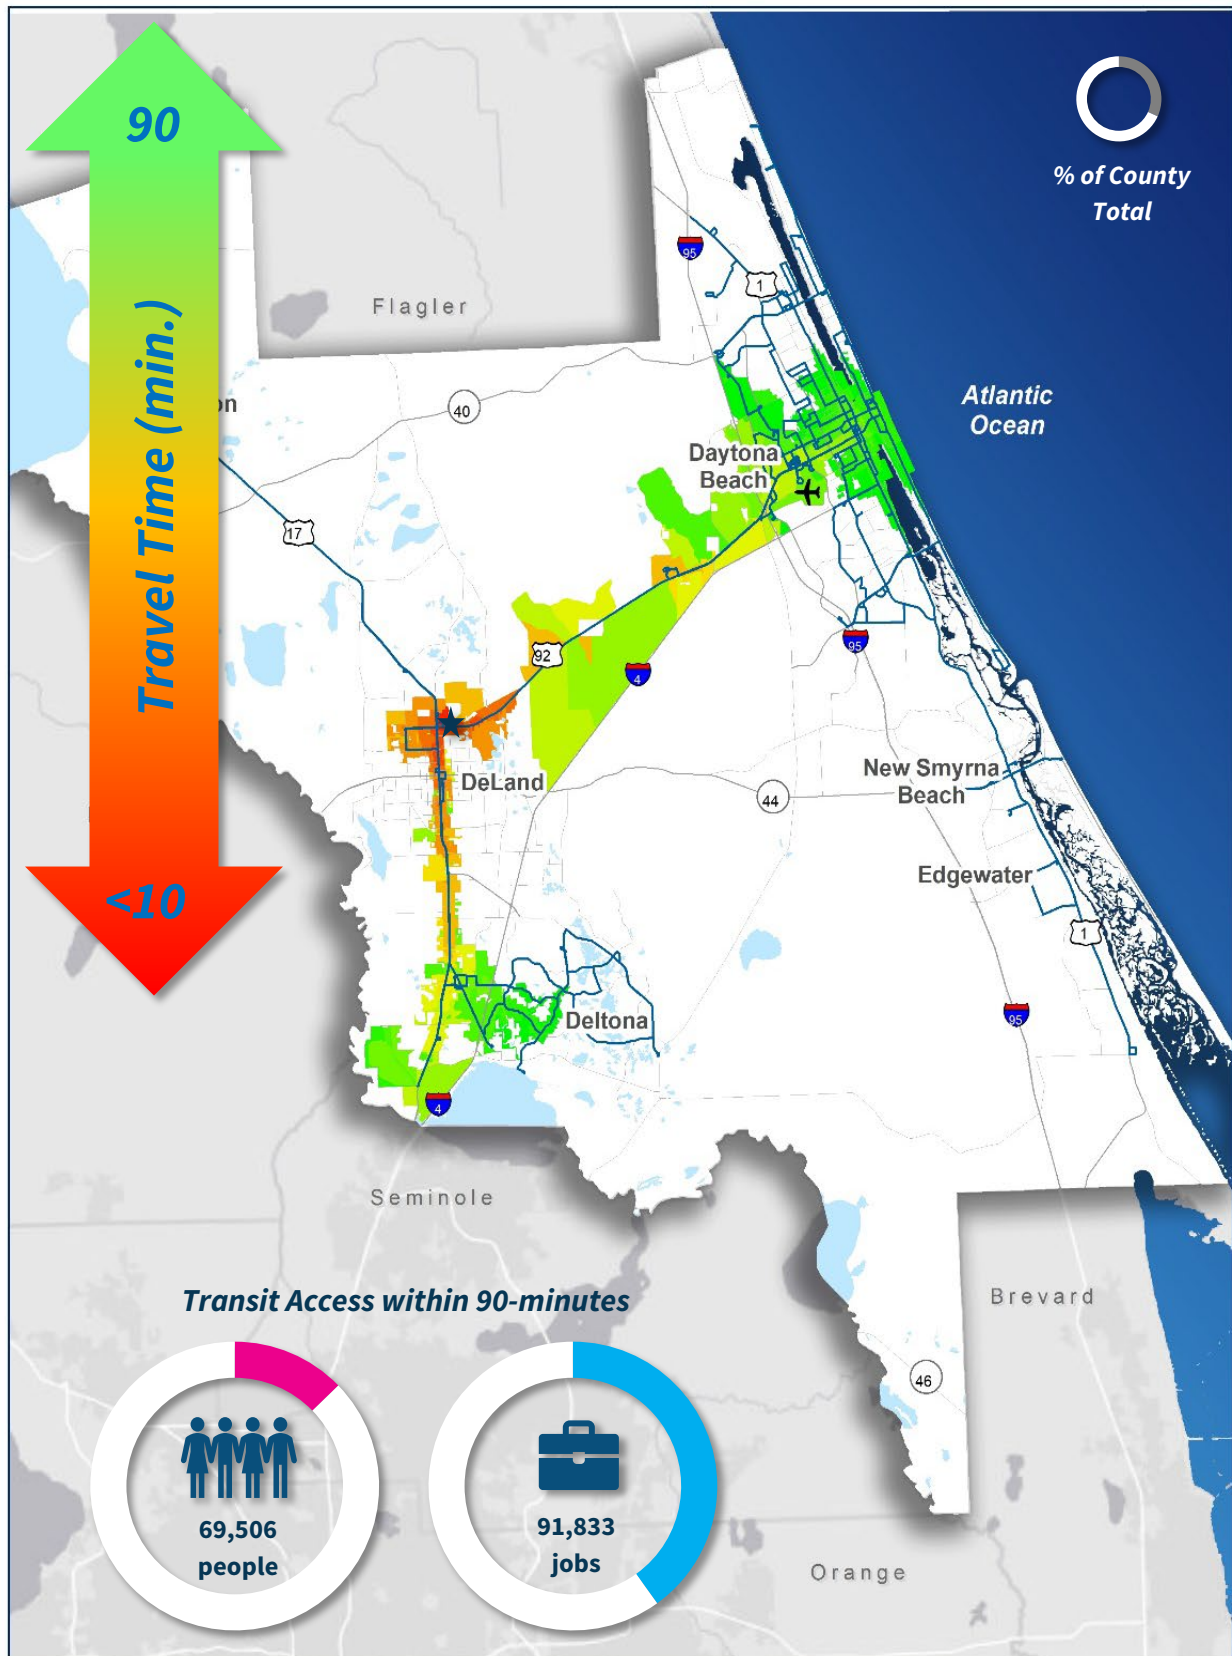 90
Travel Time (min.)
<10
% of County
Total
Flagler
95
1
on
40
Atlantic
Ocean
Daytona
Beach
17
92
95
4
DeLand
New Smyrna
Beach
44
Edgewater
1
95
Deltona
4
Seminole
Brevard
Transit Access within 90-minutes
46
69,506
people
91,833
jobs
Orange